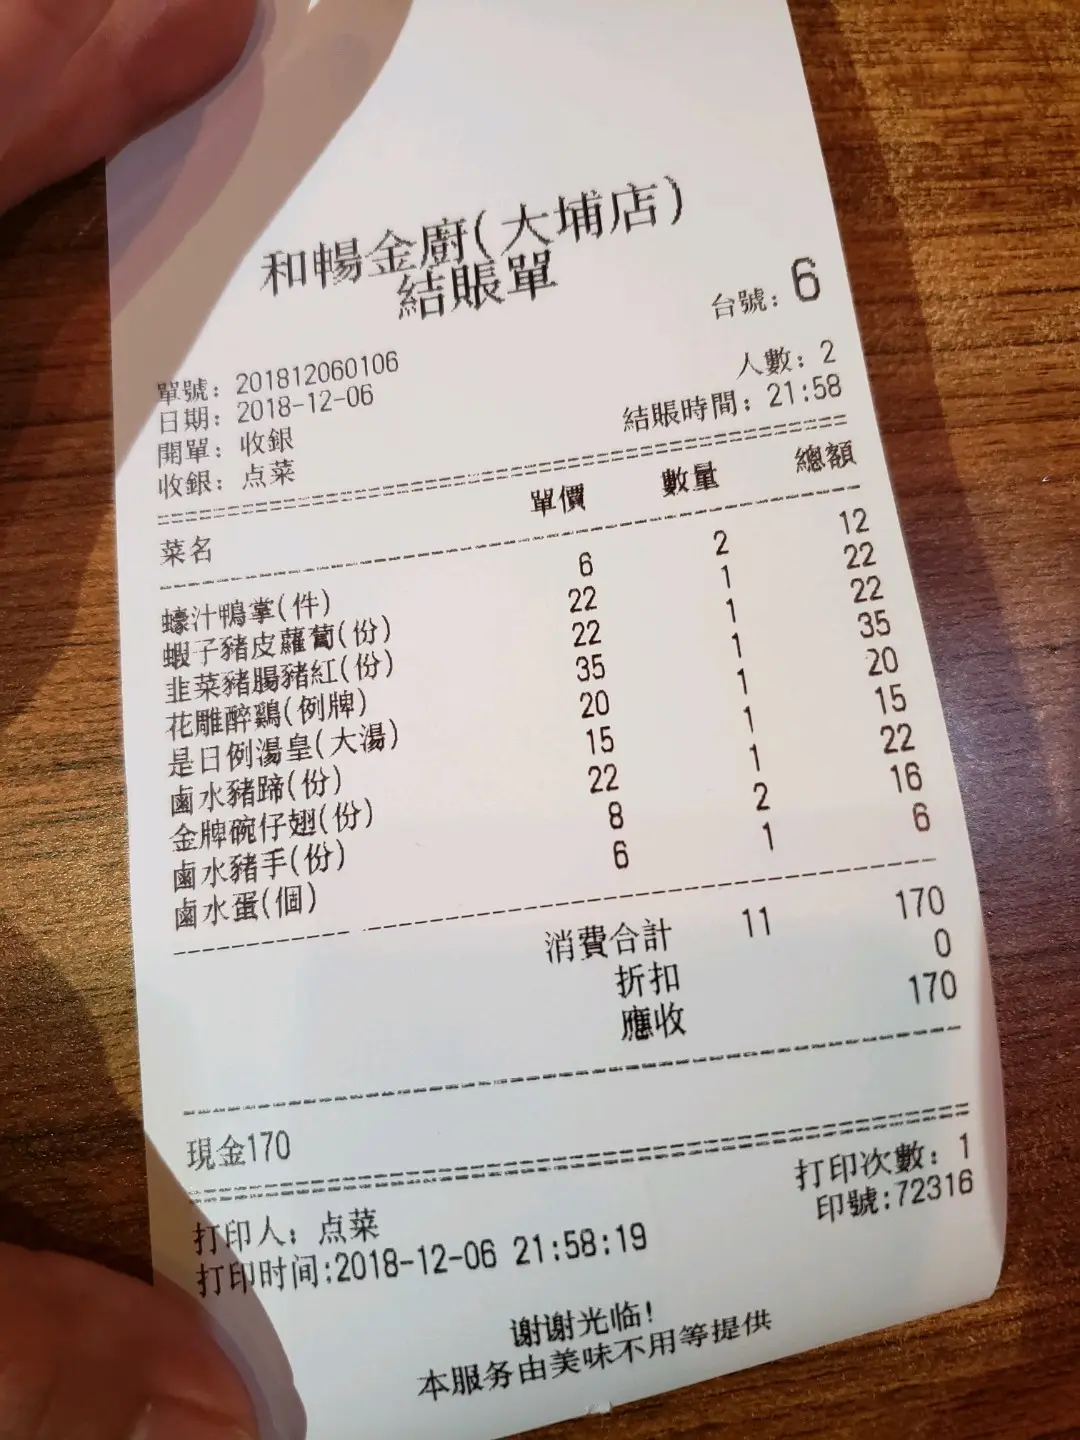 和暢金廚(大埔店)
結賬單
台號: 6
單號: 201812060106
人數: 2
日期: 2018-12-06
結賬時間: 21:58
開單: 收銀
收銀: 点菜
菜名 單價 數量 總額
蠔汁鴨掌(件) 6 2 12
蝦子豬皮蘿蔔(份) 22 1 22
韭菜豬腸豬紅(份) 22 1 22
花雕醉鷄(例牌) 35 1 35
是日例湯皇(大湯) 20 1 20
鹵水豬蹄(份) 15 1 15
金牌碗仔翅(份) 22 1 22
鹵水豬手(份) 8 2 16
鹵水蛋(個) 6 1 6
消費合計 11 170
折扣 0
應收 170
現金170
打印次數: 1
打印人: 点菜
印號:72316
打印时间:2018-12-06 21:58:19
谢谢光临!
本服务由美味不用等提供